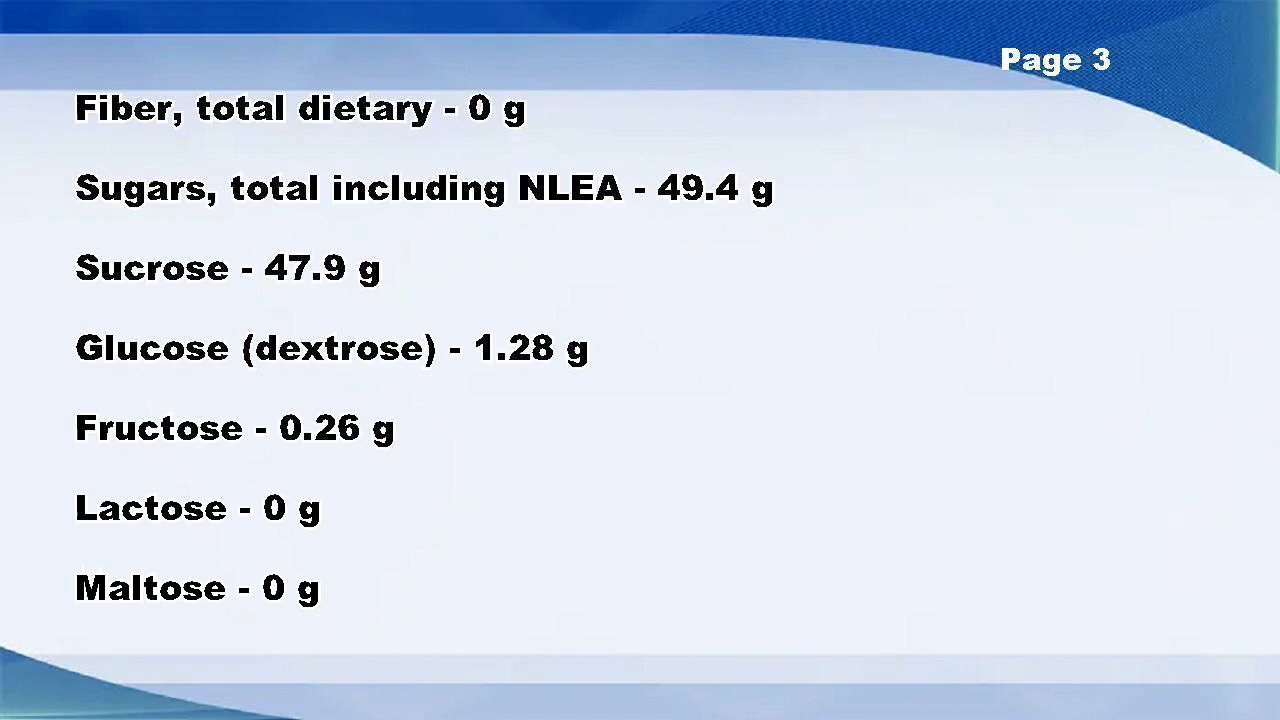 Page 3
Fiber, total dietary - 0 g
Sugars, total including NLEA - 49.4 g
Sucrose - 47.9 g
Glucose (dextrose) - 1.28 g
Fructose - 0.26 g
Lactose - 0 g
Maltose - 0 g